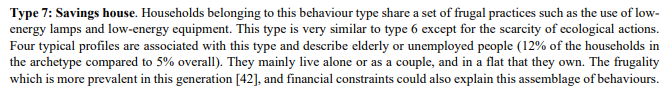 Type 7: Savings house. Households belonging to this behaviour type share a set of frugal practices such as the use of low-
energy lamps and low-energy equipment. This type is very similar to type 6 except for the scarcity of ecological actions.
Four typical profiles are associated with this type and describe elderly or unemployed people (12% of the households in
the archetype compared to 5% overall). They mainly live alone or as a couple, and in a flat that they own. The frugality
which is more prevalent in this generation [42], and financial constraints could also explain this assemblage of behaviours.